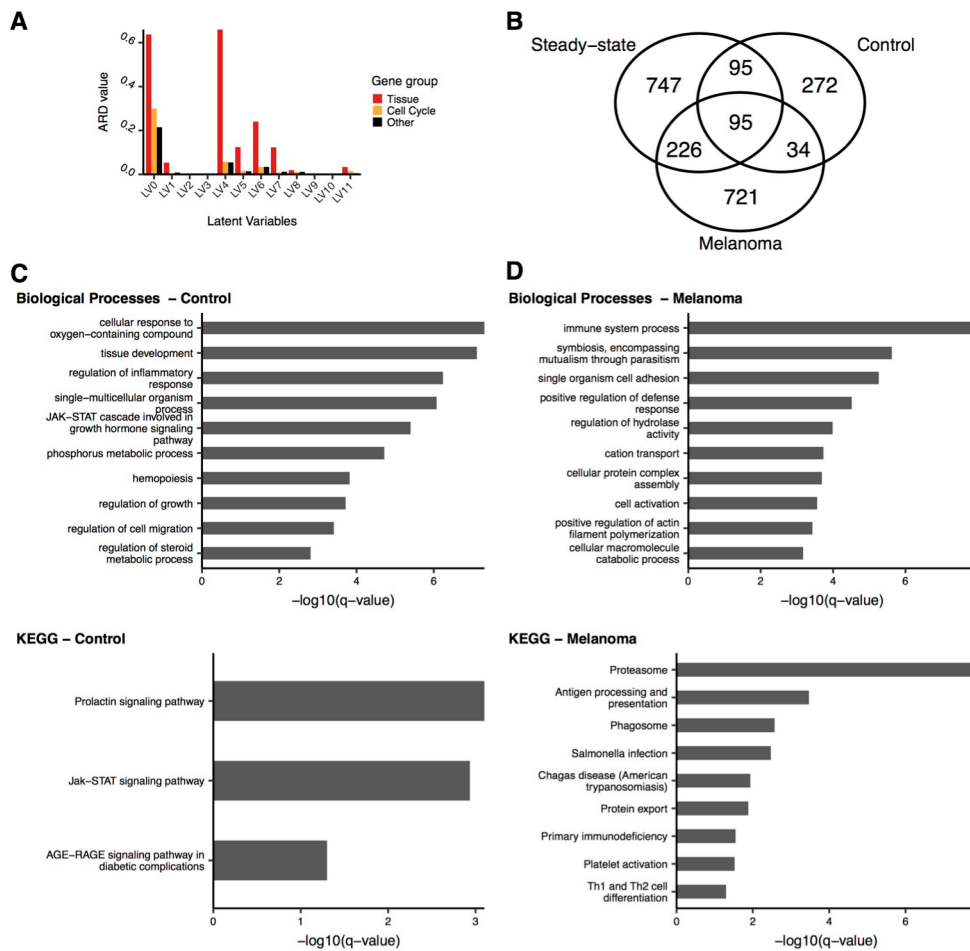 A
ARD value
0.6
0.4
0.2
0.0
LV0
LV1
LV2
LV3
LV4
LV5
LV6
LV7
LV8
LV9
LV10
LV11
Latent Variables
Gene group
Tissue
Cell Cycle
Other
B
Steady−state
Control
747
95
272
95
226
34
721
Melanoma
C
Biological Processes − Control
cellular response to
oxygen−containing compound
tissue development
regulation of inflammatory
response
single−multicellular organism
process
JAK−STAT cascade involved in
growth hormone signaling
pathway
phosphorus metabolic process
hemopoiesis
regulation of growth
regulation of cell migration
regulation of steroid
metabolic process
0
2
4
6
−log10(q−value)
D
Biological Processes − Melanoma
immune system process
symbiosis, encompassing
mutualism through parasitism
single organism cell adhesion
positive regulation of defense
response
regulation of hydrolase
activity
cation transport
cellular protein complex
assembly
cell activation
positive regulation of actin
filament polymerization
cellular macromolecule
catabolic process
0
2
4
6
−log10(q−value)
KEGG − Control
Prolactin signaling pathway
Jak−STAT signaling pathway
AGE−RAGE signaling pathway in
diabetic complications
0
1
2
3
−log10(q−value)
KEGG − Melanoma
Proteasome
Antigen processing and
presentation
Phagosome
Salmonella infection
Chagas disease (American
trypanosomiasis)
Protein export
Primary immunodeficiency
Platelet activation
Th1 and Th2 cell
differentiation
0
2
4
6
−log10(q−value)